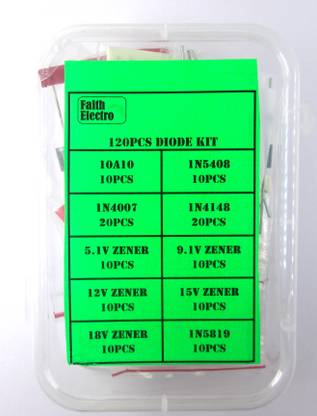 Faith
Electro
120PCS DIODE KIT
10A10
10PCS
1N5408
10PCS
1N4007
20PCS
1N4148
20PCS
5.1V ZENER
10PCS
9.1V ZENER
10PCS
12V ZENER
10PCS
15V ZENER
10PCS
18V ZENER
10PCS
1N5819
10PCS